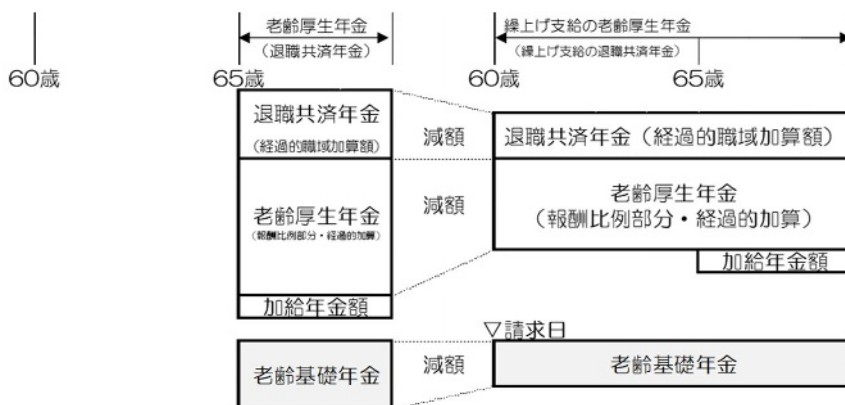 老齢厚生年金
（退職共済年金）
繰上げ支給の老齢厚生年金
（繰上げ支給の退職共済年金）
60歳
65歳
60歳
65歳
退職共済年金
（経過的職域加算額）
減額
退職共済年金（経過的職域加算額）
老齢厚生年金
（報酬比例部分・経過的加算）
減額
老齢厚生年金
（報酬比例部分・経過的加算）
加給年金額
加給年金額
▽請求日
老齢基礎年金
減額
老齢基礎年金